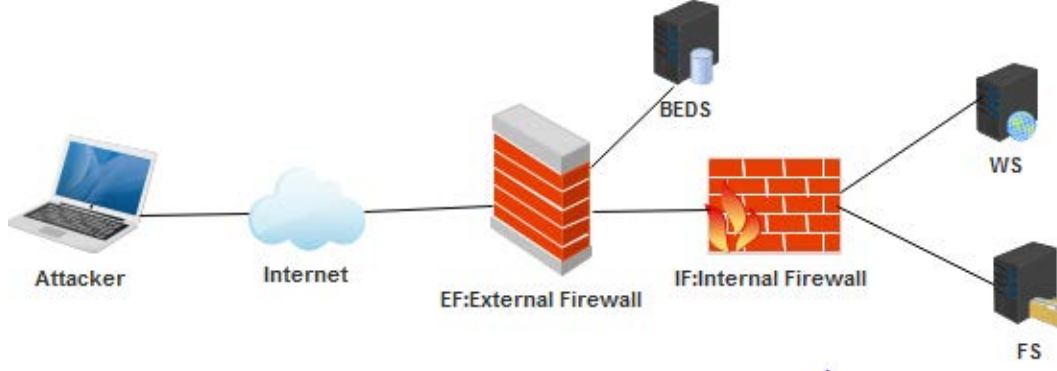 BEDS
WS
Attacker
Internet
EF:External Firewall
IF:Internal Firewall
FS